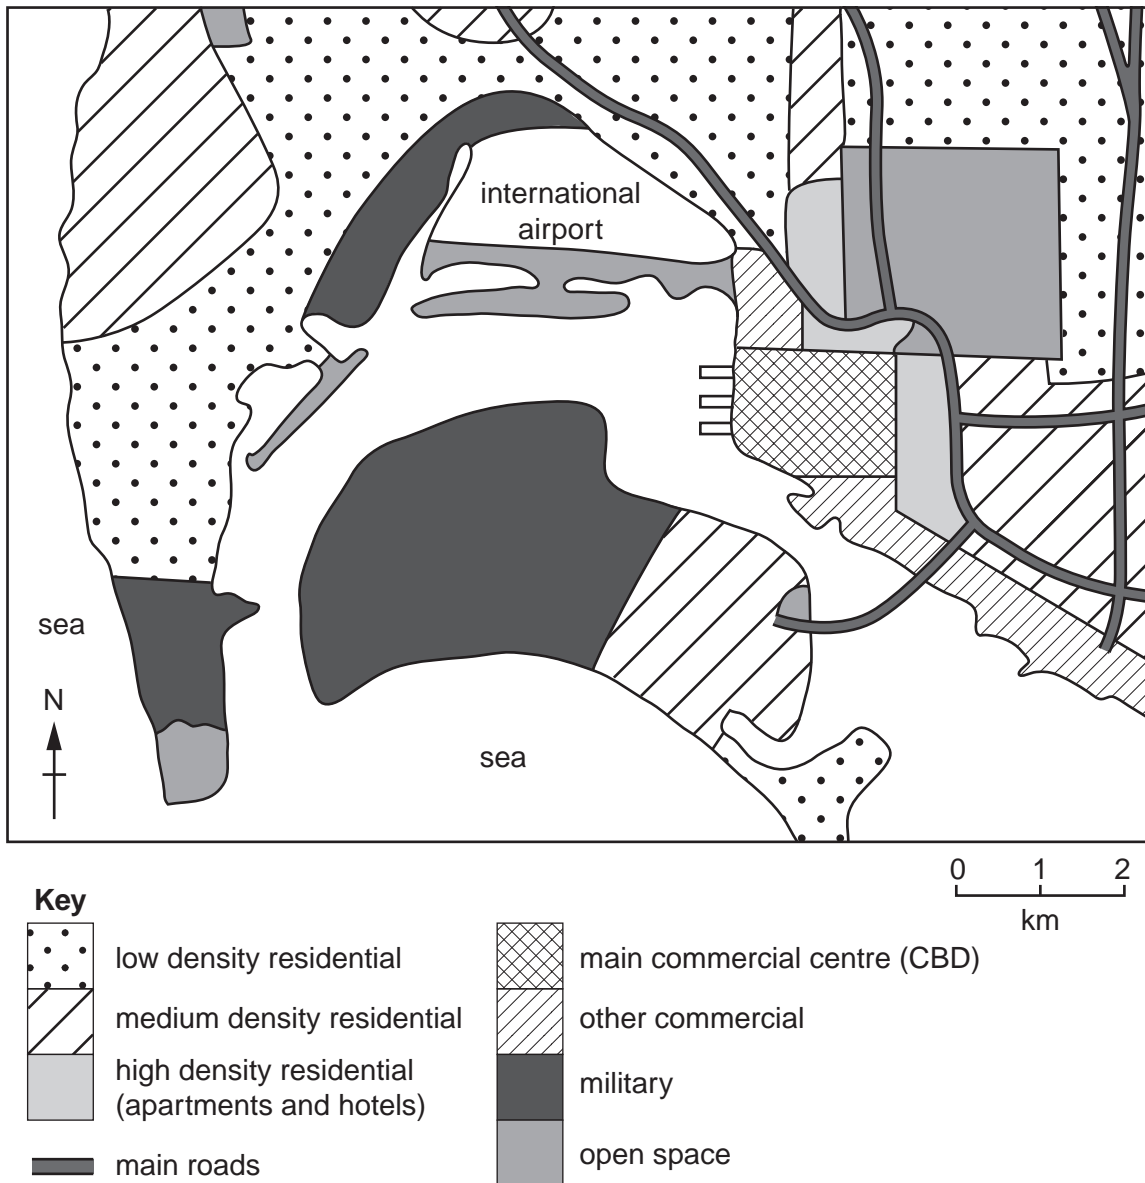 international
airport
sea
N
sea
0 1 2
km
Key
low density residential
medium density residential
high density residential
(apartments and hotels)
main roads
main commercial centre (CBD)
other commercial
military
open space